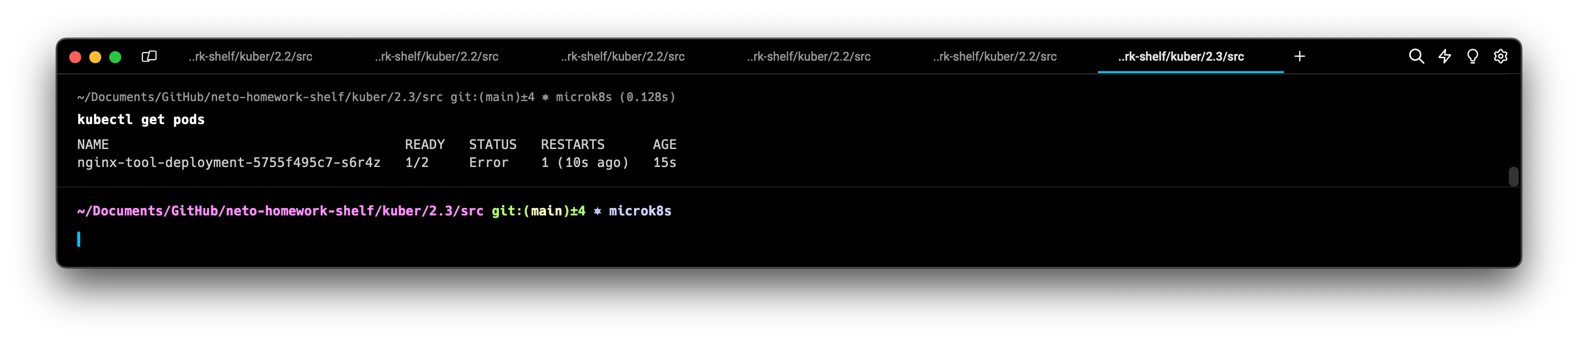 ..rk-shelf/kuber/2.2/src ..rk-shelf/kuber/2.2/src ..rk-shelf/kuber/2.2/src ..rk-shelf/kuber/2.2/src ..rk-shelf/kuber/2.2/src ..rk-shelf/kuber/2.3/src +
~/Documents/GitHub/neto-homework-shelf/kuber/2.3/src git:(main)±4 ⎈ microk8s (0.128s)
kubectl get pods
NAME READY STATUS RESTARTS AGE
nginx-tool-deployment-5755f495c7-s6r4z 1/2 Error 1 (10s ago) 15s
~/Documents/GitHub/neto-homework-shelf/kuber/2.3/src git:(main)±4 ⎈ microk8s